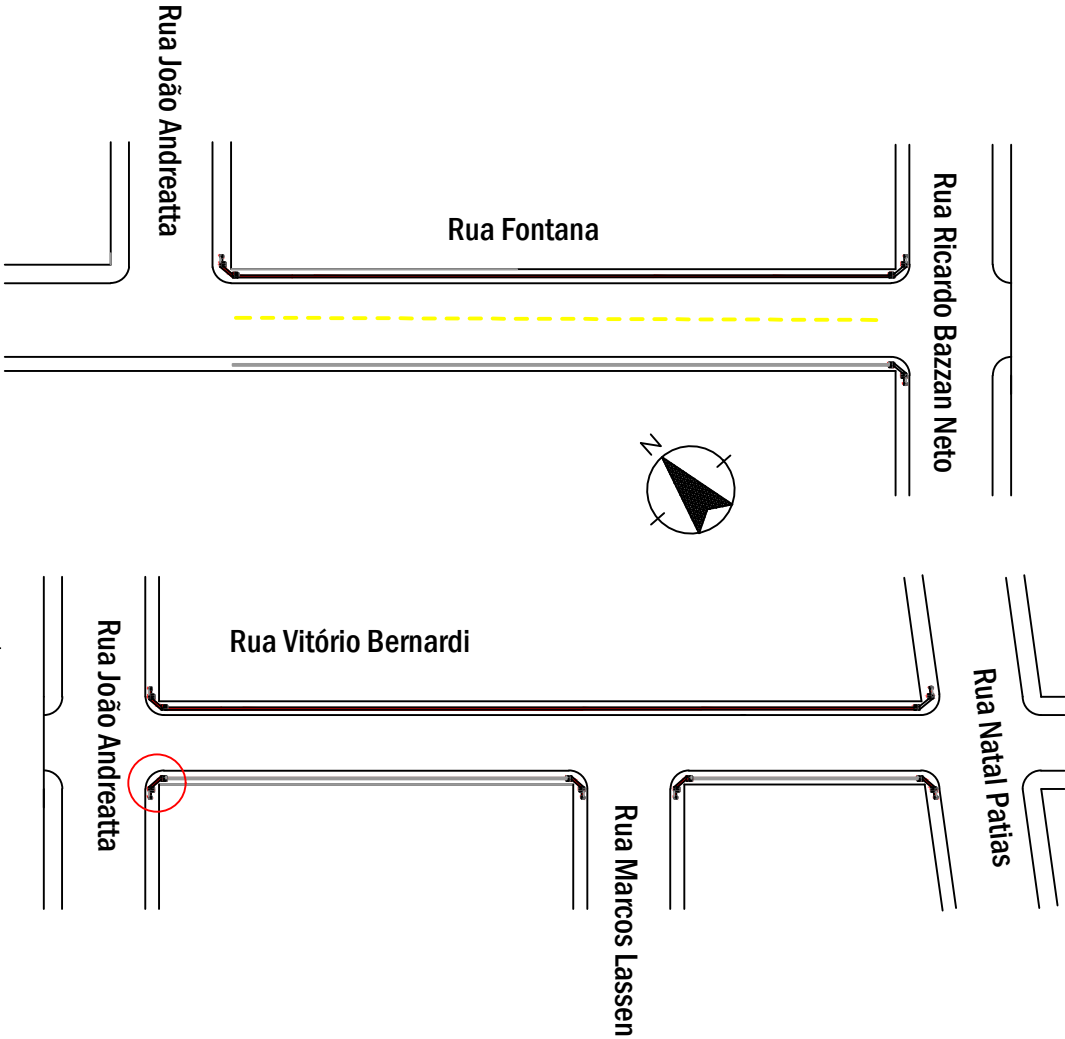 Rua João Andreatta
Rua Fontana
Rua Ricardo Bazzan Neto
N
Rua Vitório Bernardi
Rua João Andreatta
Rua Natal Patias
Rua Marcos Lassen